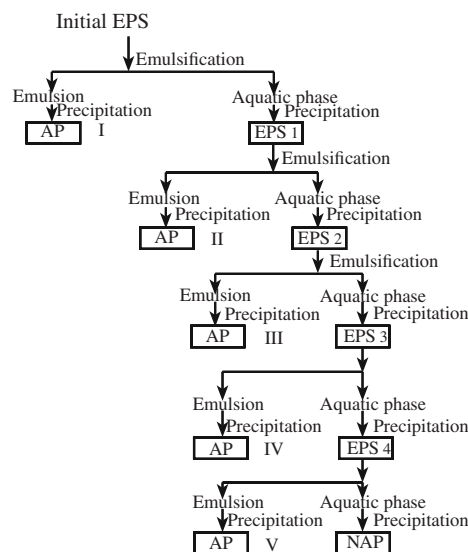 Initial EPS
Emulsification
Emulsion Aquatic phase
Precipitation Precipitation
AP I EPS 1
Emulsification
Emulsion Aquatic phase
Precipitation Precipitation
AP II EPS 2
Emulsification
Emulsion Aquatic phase
Precipitation Precipitation
AP III EPS 3
Emulsion Aquatic phase
Precipitation Precipitation
AP IV EPS 4
Emulsion Aquatic phase
Precipitation Precipitation
AP V NAP